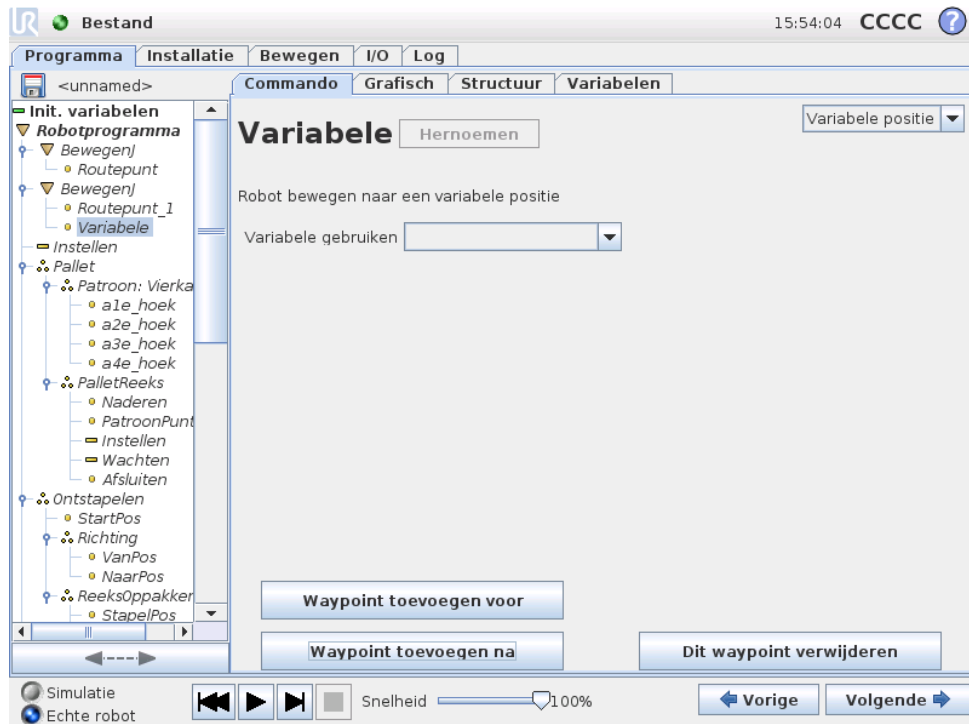 UR Bestand 15:54:04 CCCC ?
Programma Installatie Bewegen I/O Log
<unnamed>
Commando Grafisch Structuur Variabelen
Init. variabelen
Robotprogramma
BewegenJ
Routepunt
BewegenJ
Routepunt_1
Variabele
Instellen
Pallet
Patroon: Vierka
a1e_hoek
a2e_hoek
a3e_hoek
a4e_hoek
PalletReeks
Naderen
PatroonPunt
Instellen
Wachten
Afsluiten
Ontstapelen
StartPos
Richting
VanPos
NaarPos
ReeksOppakker
StapelPos
Variabele Hernoemen
Variabele positie
Robot bewegen naar een variabele positie
Variabele gebruiken
Waypoint toevoegen voor
Waypoint toevoegen na
Dit waypoint verwijderen
Simulatie
Echte robot
Snelheid 100%
Vorige Volgende